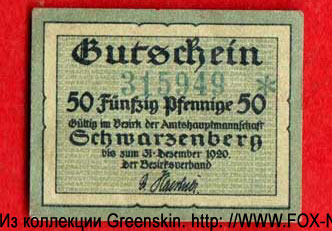 Gutschein
315949 *
50 Fünfzig Pfennige 50
Gültig im Bezirk der Amtshauptmannschaft
Schwarzenberg
bis zum 31. Dezember 1920.
Der Bezirksverband
Из коллекции Greenskin. http: //WWW.FOX-N